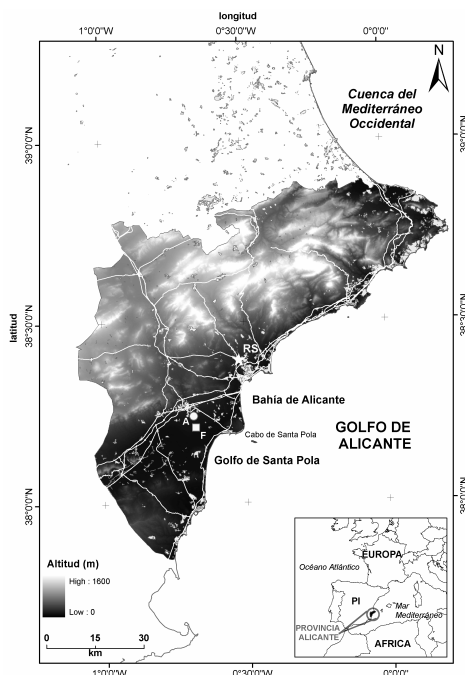 longitud
1°0'0"W
0°30'0"W
0°0'0"
N
Cuenca del
Mediterráneo
Occidental
39°0'0"N
39°0'0"N
latitud
38°30'0"N
38°30'0"N
RS
Bahía de Alicante
A
F
GOLFO DE
ALICANTE
Cabo de Santa Pola
Golfo de Santa Pola
38°0'0"N
38°0'0"N
Altitud (m)
High : 1600
Low : 0
0
15
30
km
EUROPA
Océano Atlántico
PI
Mar
Mediterráneo
PROVINCIA
ALICANTE
AFRICA
1°0'0"W
0°30'0"W
0°0'0"